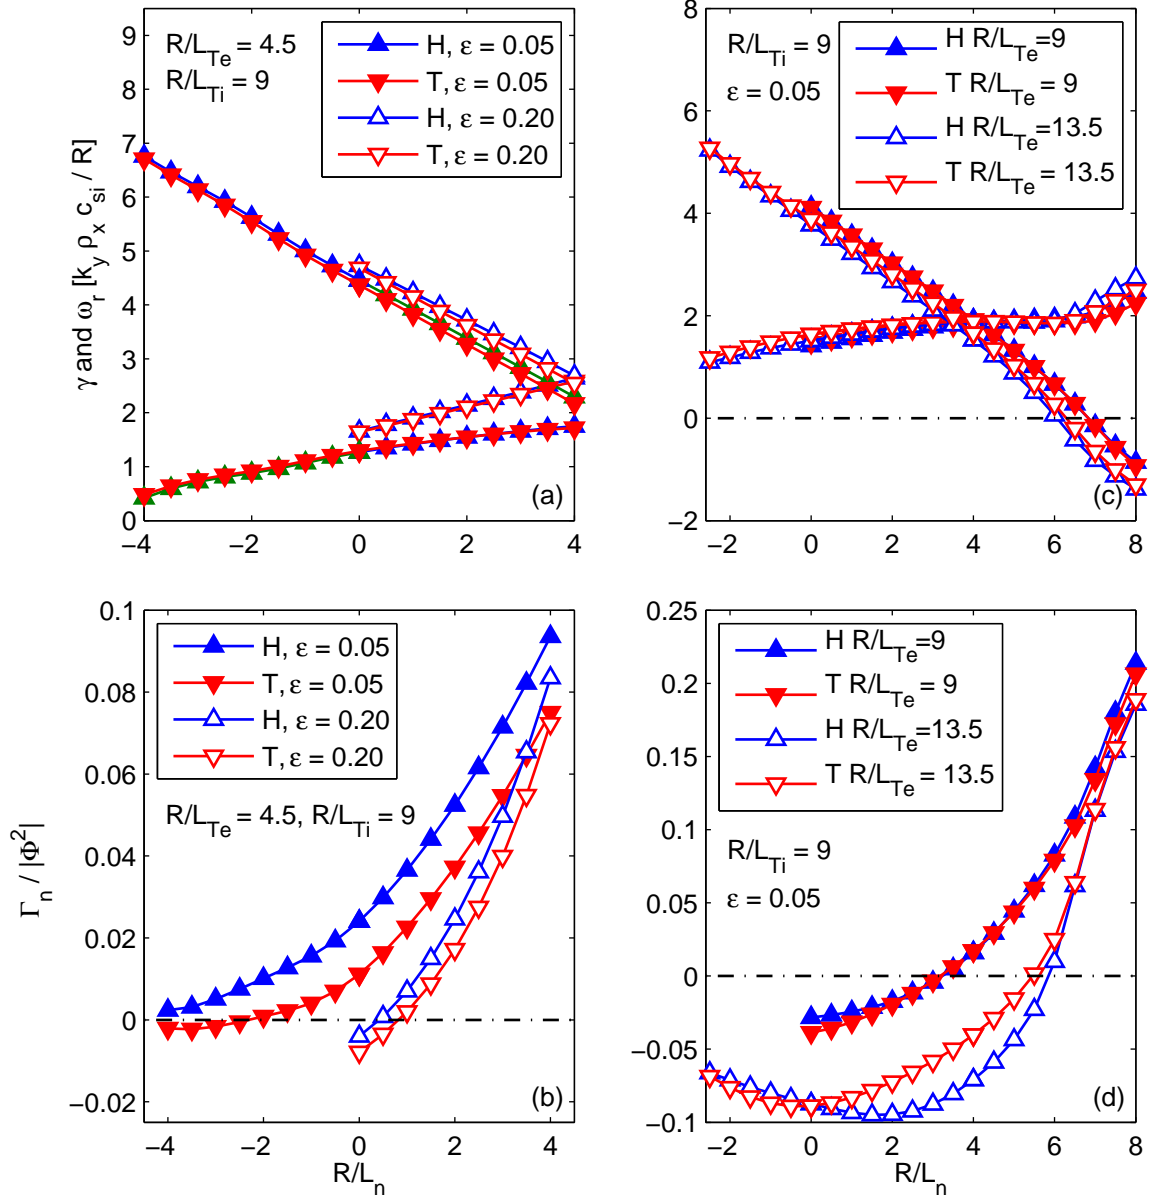 γ and ω_r [k_y ρ_x c_si / R]
9
8
7
6
5
4
3
2
1
0
R/L_Te = 4.5
R/L_Ti = 9
H, ε = 0.05
T, ε = 0.05
H, ε = 0.20
T, ε = 0.20
(a)
−4
−2
0
2
4
8
6
4
2
0
−2
R/L_Ti = 9
ε = 0.05
H R/L_Te=9
T R/L_Te = 9
H R/L_Te=13.5
T R/L_Te = 13.5
(c)
−2
0
2
4
6
8
Γ_n / |Φ^2|
0.1
0.08
0.06
0.04
0.02
0
−0.02
H, ε = 0.05
T, ε = 0.05
H, ε = 0.20
T, ε = 0.20
R/L_Te = 4.5, R/L_Ti = 9
(b)
−4
−2
0
2
4
R/L_n
0.25
0.2
0.15
0.1
0.05
0
−0.05
−0.1
H R/L_Te=9
T R/L_Te = 9
H R/L_Te=13.5
T R/L_Te = 13.5
R/L_Ti = 9
ε = 0.05
(d)
−2
0
2
4
6
8
R/L_n